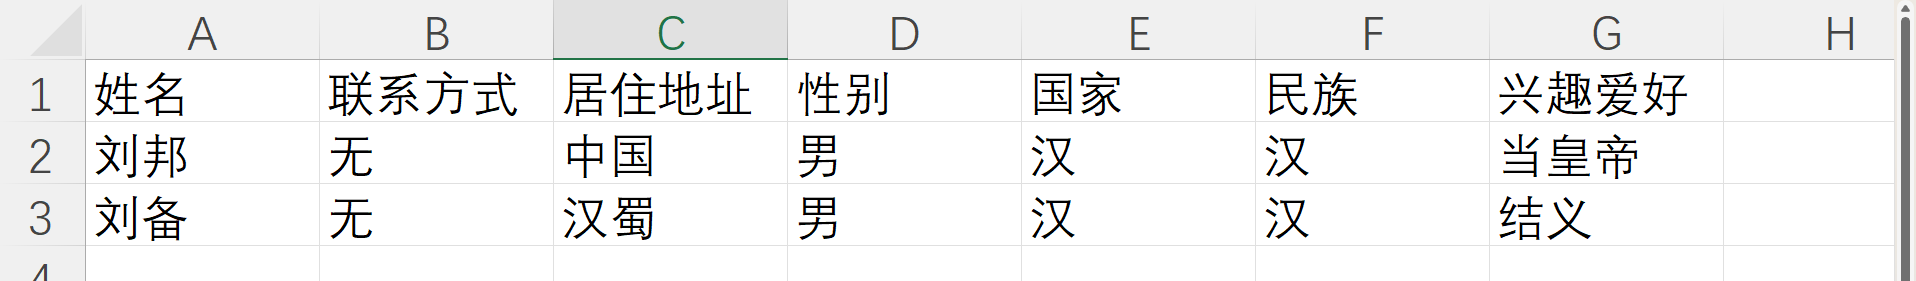 A B C D E F G H
1 姓名 联系方式 居住地址 性别 国家 民族 兴趣爱好
2 刘邦 无 中国 男 汉 汉 当皇帝
3 刘备 无 汉蜀 男 汉 汉 结义
4